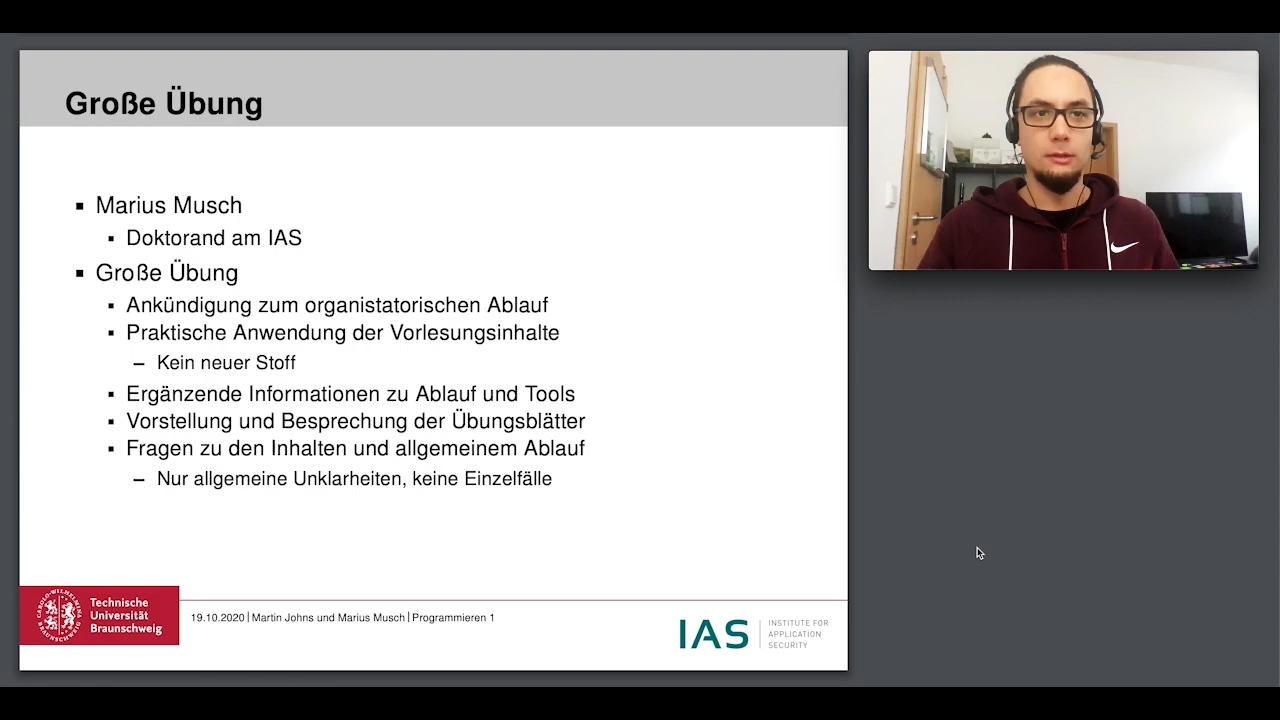 Große Übung
Marius Musch
Doktorand am IAS
Große Übung
Ankündigung zum organistatorischen Ablauf
Praktische Anwendung der Vorlesungsinhalte
Kein neuer Stoff
Ergänzende Informationen zu Ablauf und Tools
Vorstellung und Besprechung der Übungsblätter
Fragen zu den Inhalten und allgemeinem Ablauf
Nur allgemeine Unklarheiten, keine Einzelfälle
Technische
Universität
Braunschweig
19.10.2020 | Martin Johns und Marius Musch | Programmieren 1
IAS
INSTITUTE FOR
APPLICATION
SECURITY